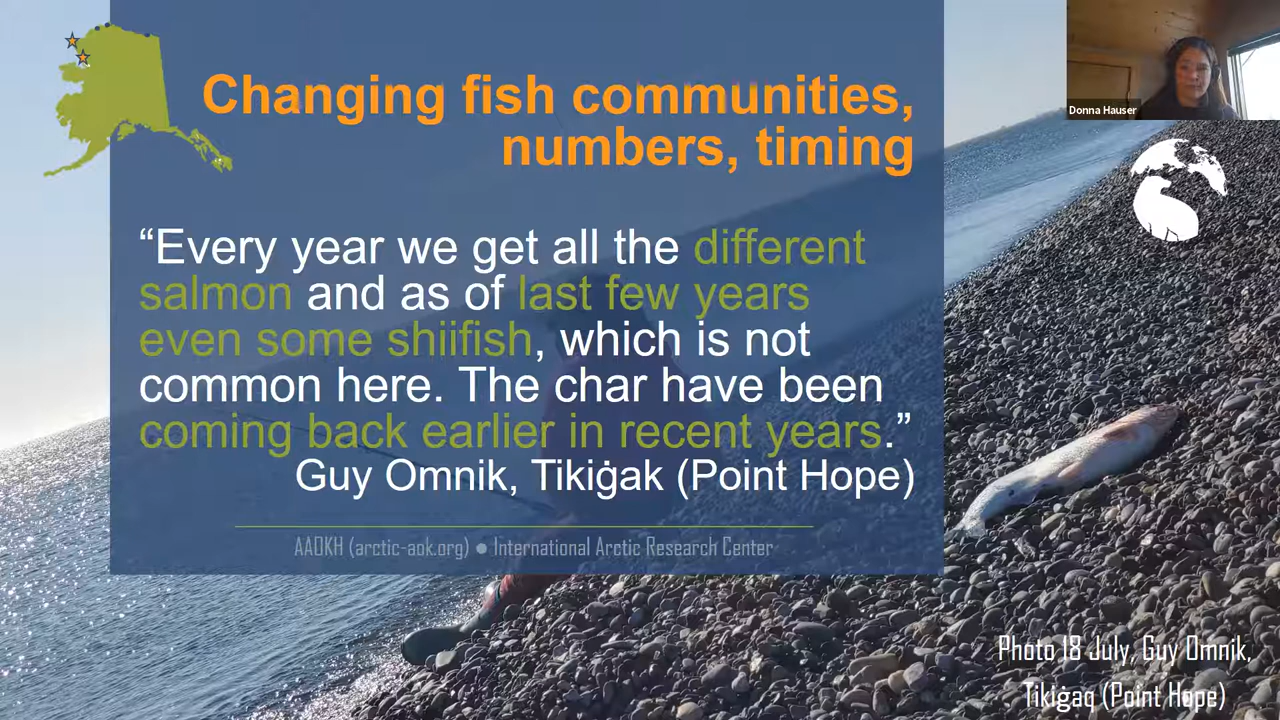 Changing fish communities,
numbers, timing
Donna Hauser
“Every year we get all the different
salmon and as of last few years
even some shiifish, which is not
common here. The char have been
coming back earlier in recent years.”
Guy Omnik, Tikiġak (Point Hope)
AAOKH (arctic-aok.org) ● International Arctic Research Center
Photo 18 July, Guy Omnik,
Tikiġaq (Point Hope)